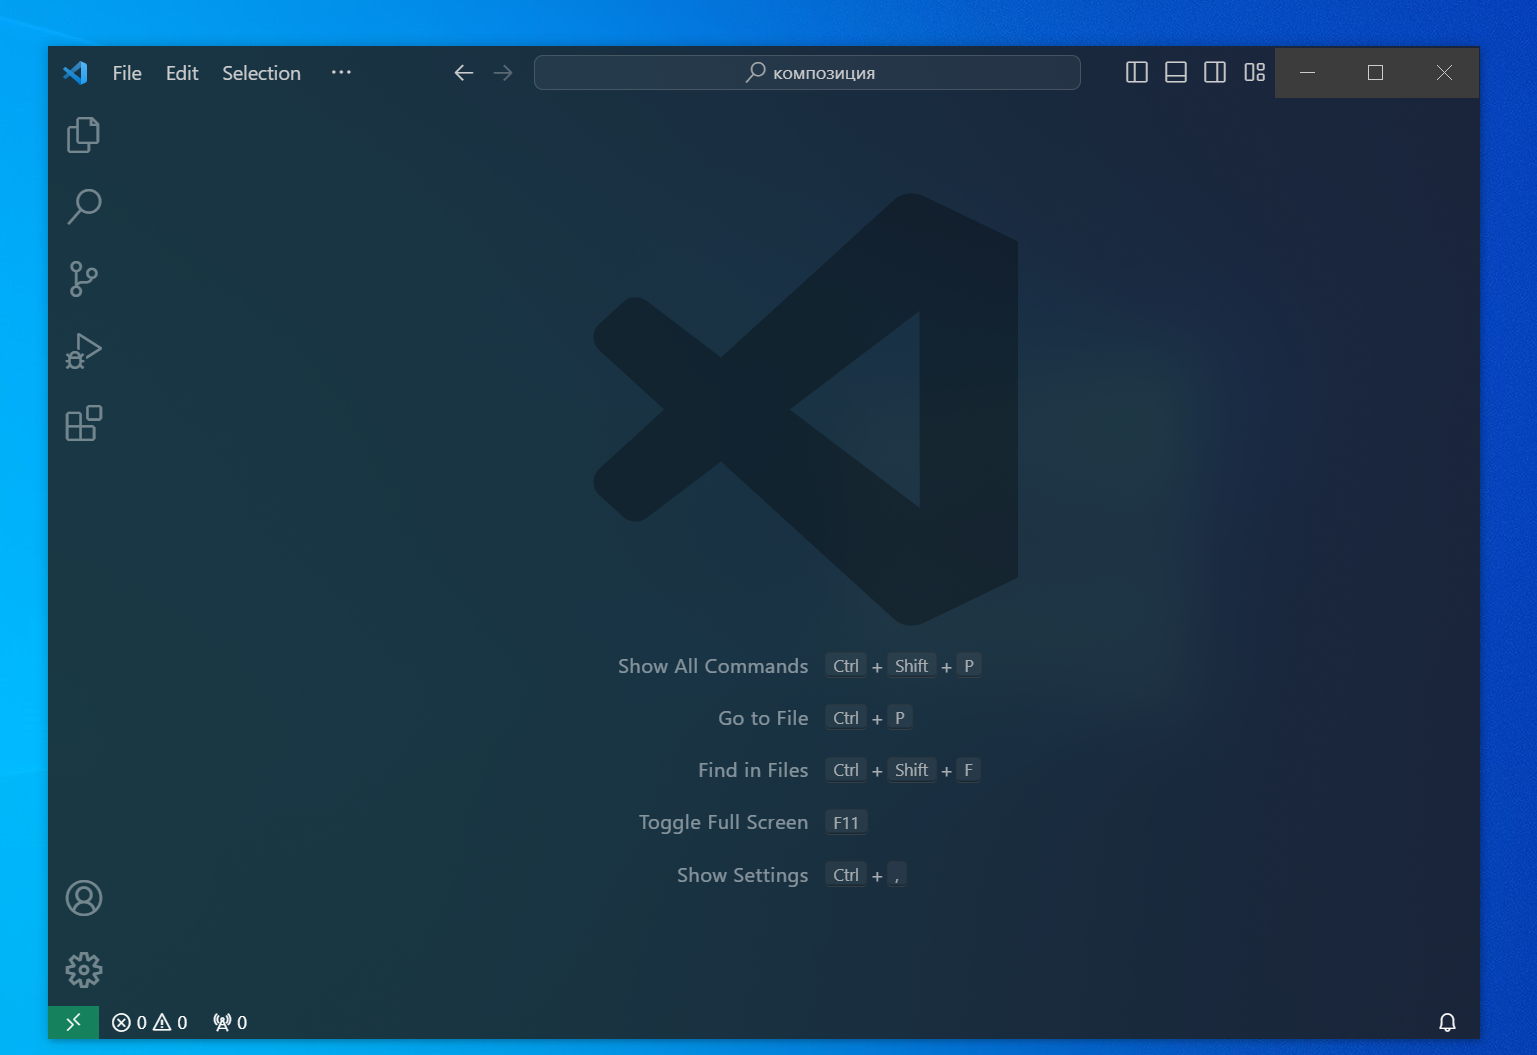 File Edit Selection ··· композиция
Show All Commands Ctrl + Shift + P
Go to File Ctrl + P
Find in Files Ctrl + Shift + F
Toggle Full Screen F11
Show Settings Ctrl + ,
0 0 0